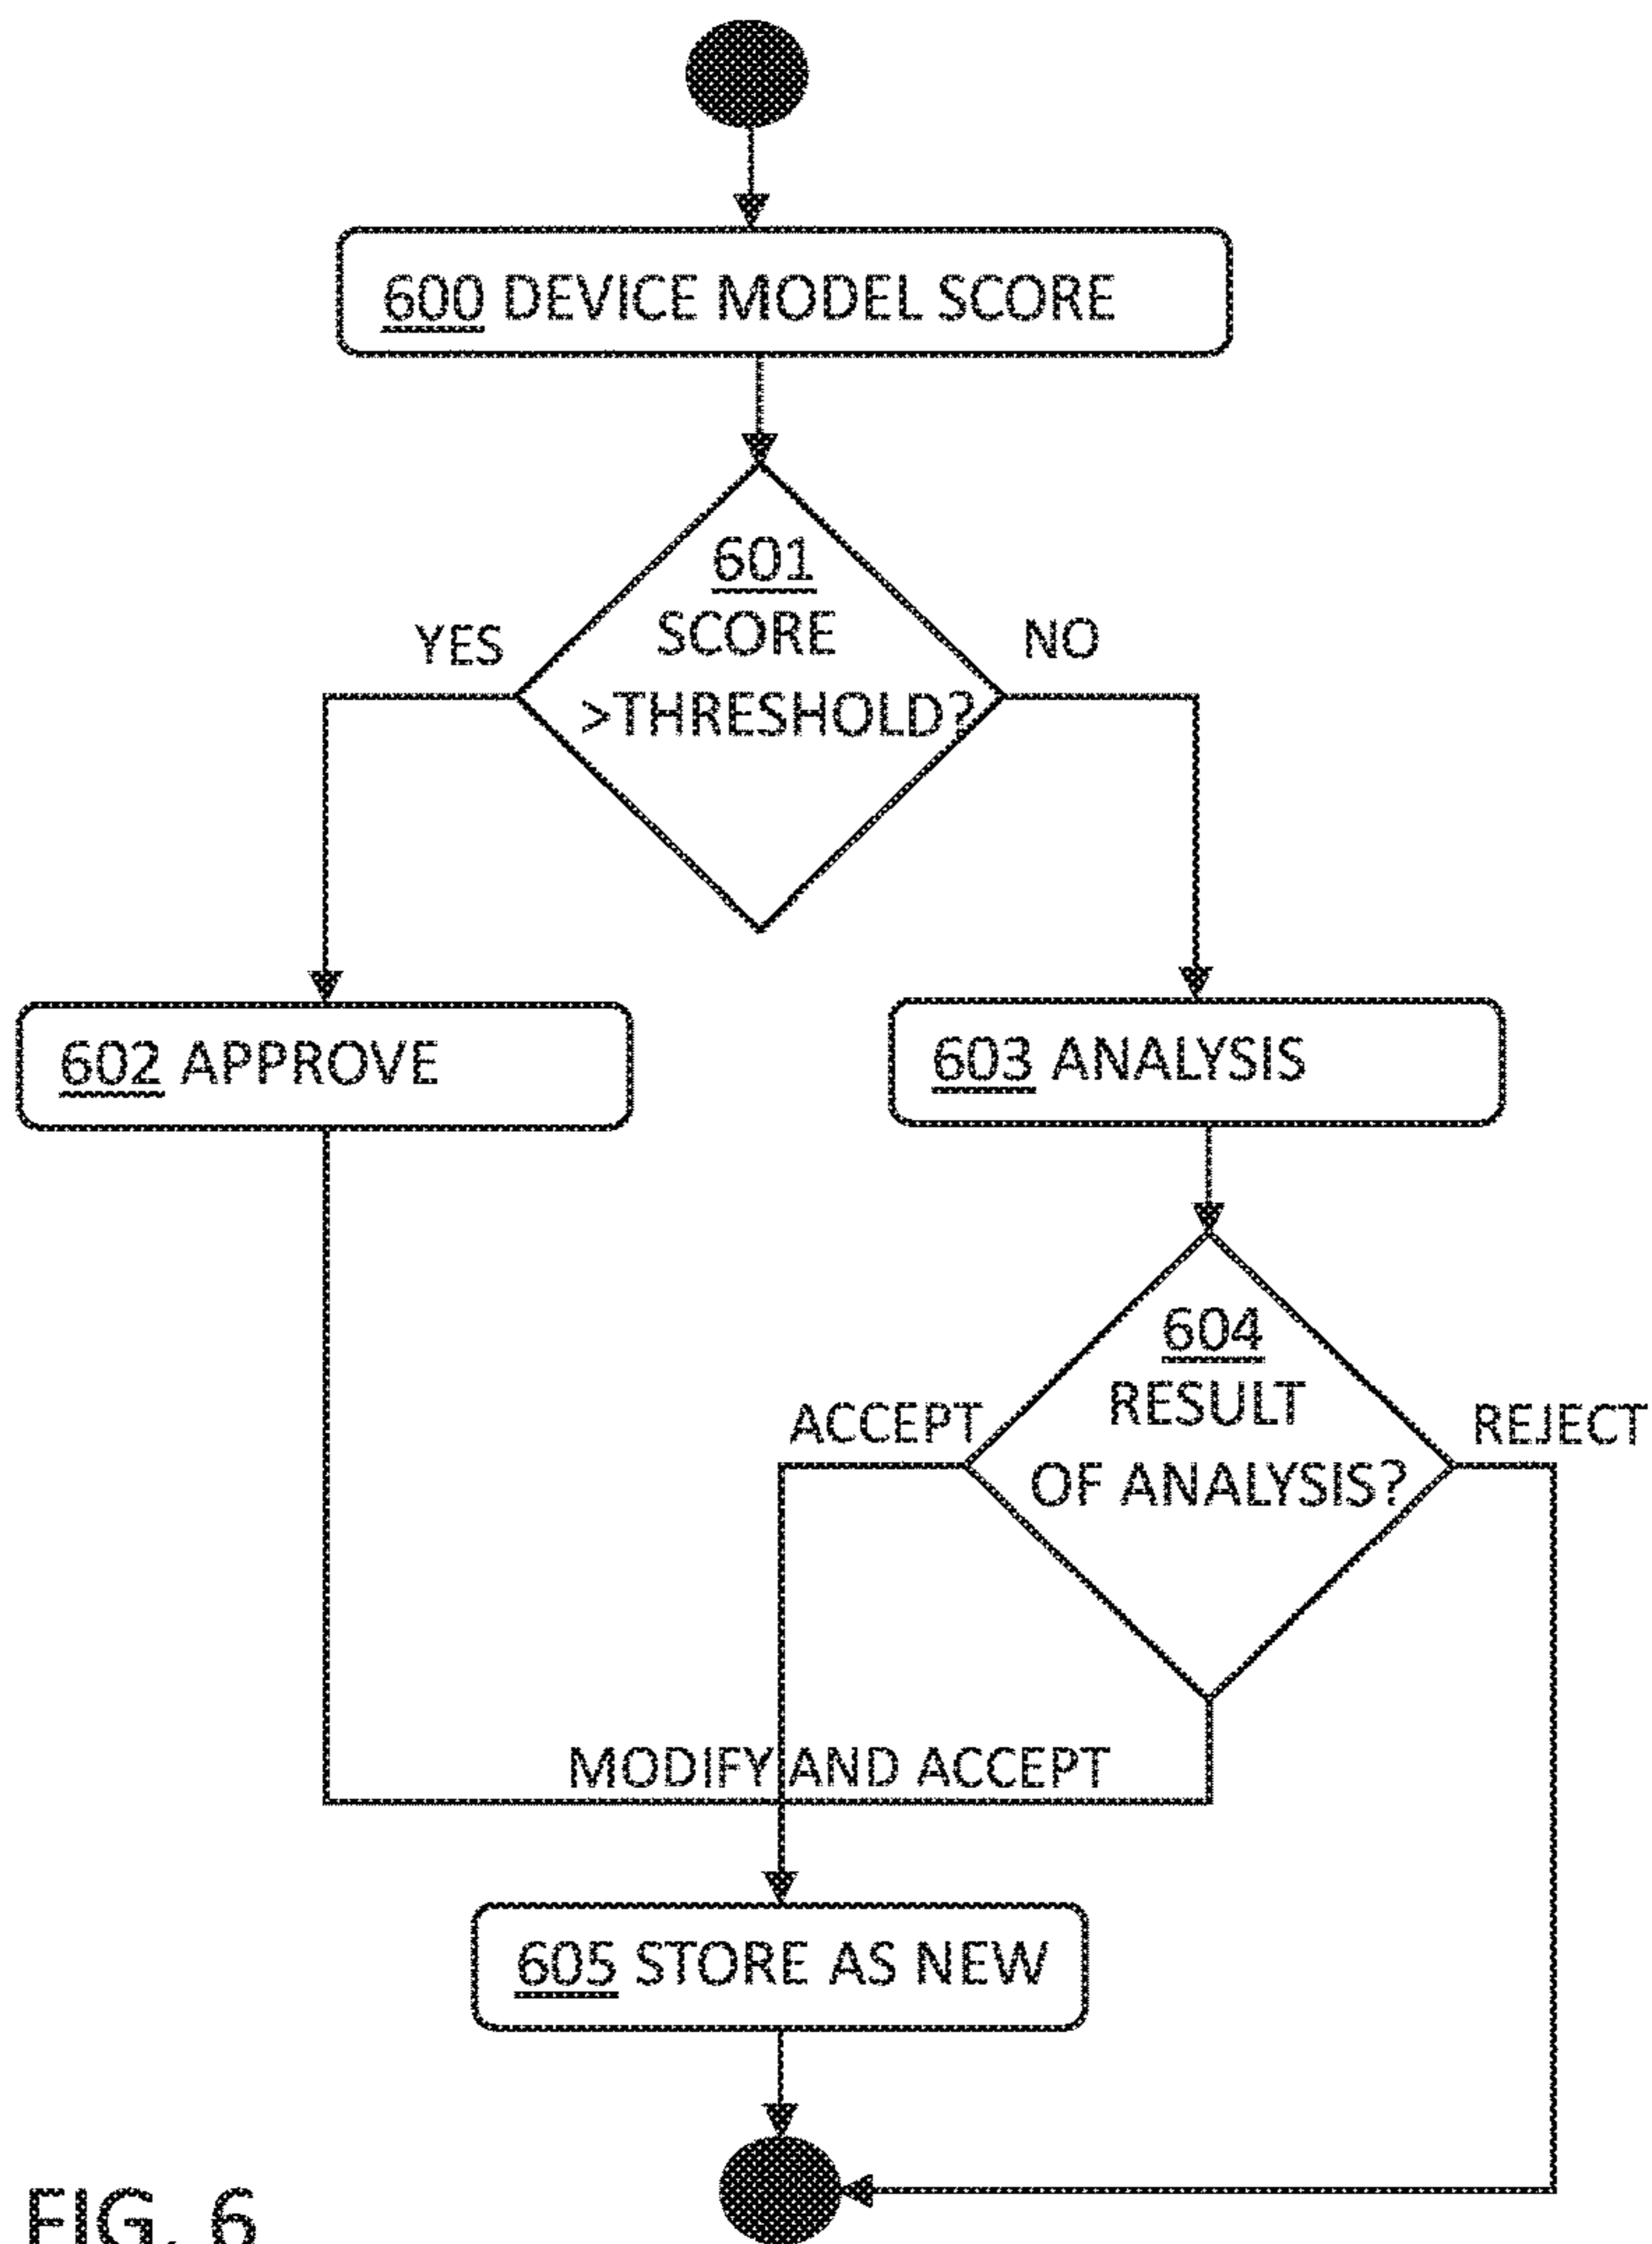 600 DEVICE MODEL SCORE
601
SCORE
>THRESHOLD?
YES
NO
602 APPROVE
603 ANALYSIS
604
RESULT
OF ANALYSIS?
ACCEPT
REJECT
MODIFY AND ACCEPT
605 STORE AS NEW
FIG. 6